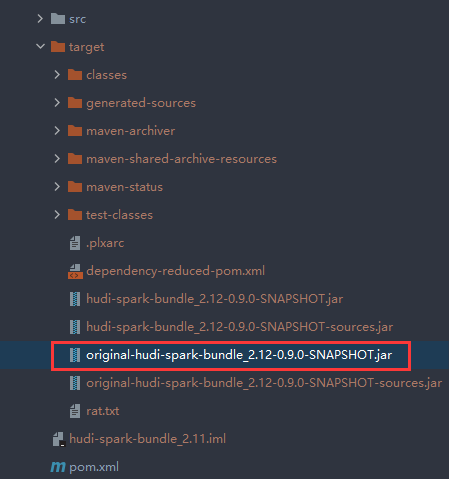 src
target
classes
generated-sources
maven-archiver
maven-shared-archive-resources
maven-status
test-classes
.plxarc
dependency-reduced-pom.xml
hudi-spark-bundle_2.12-0.9.0-SNAPSHOT.jar
hudi-spark-bundle_2.12-0.9.0-SNAPSHOT-sources.jar
original-hudi-spark-bundle_2.12-0.9.0-SNAPSHOT.jar
original-hudi-spark-bundle_2.12-0.9.0-SNAPSHOT-sources.jar
rat.txt
hudi-spark-bundle_2.11.iml
pom.xml